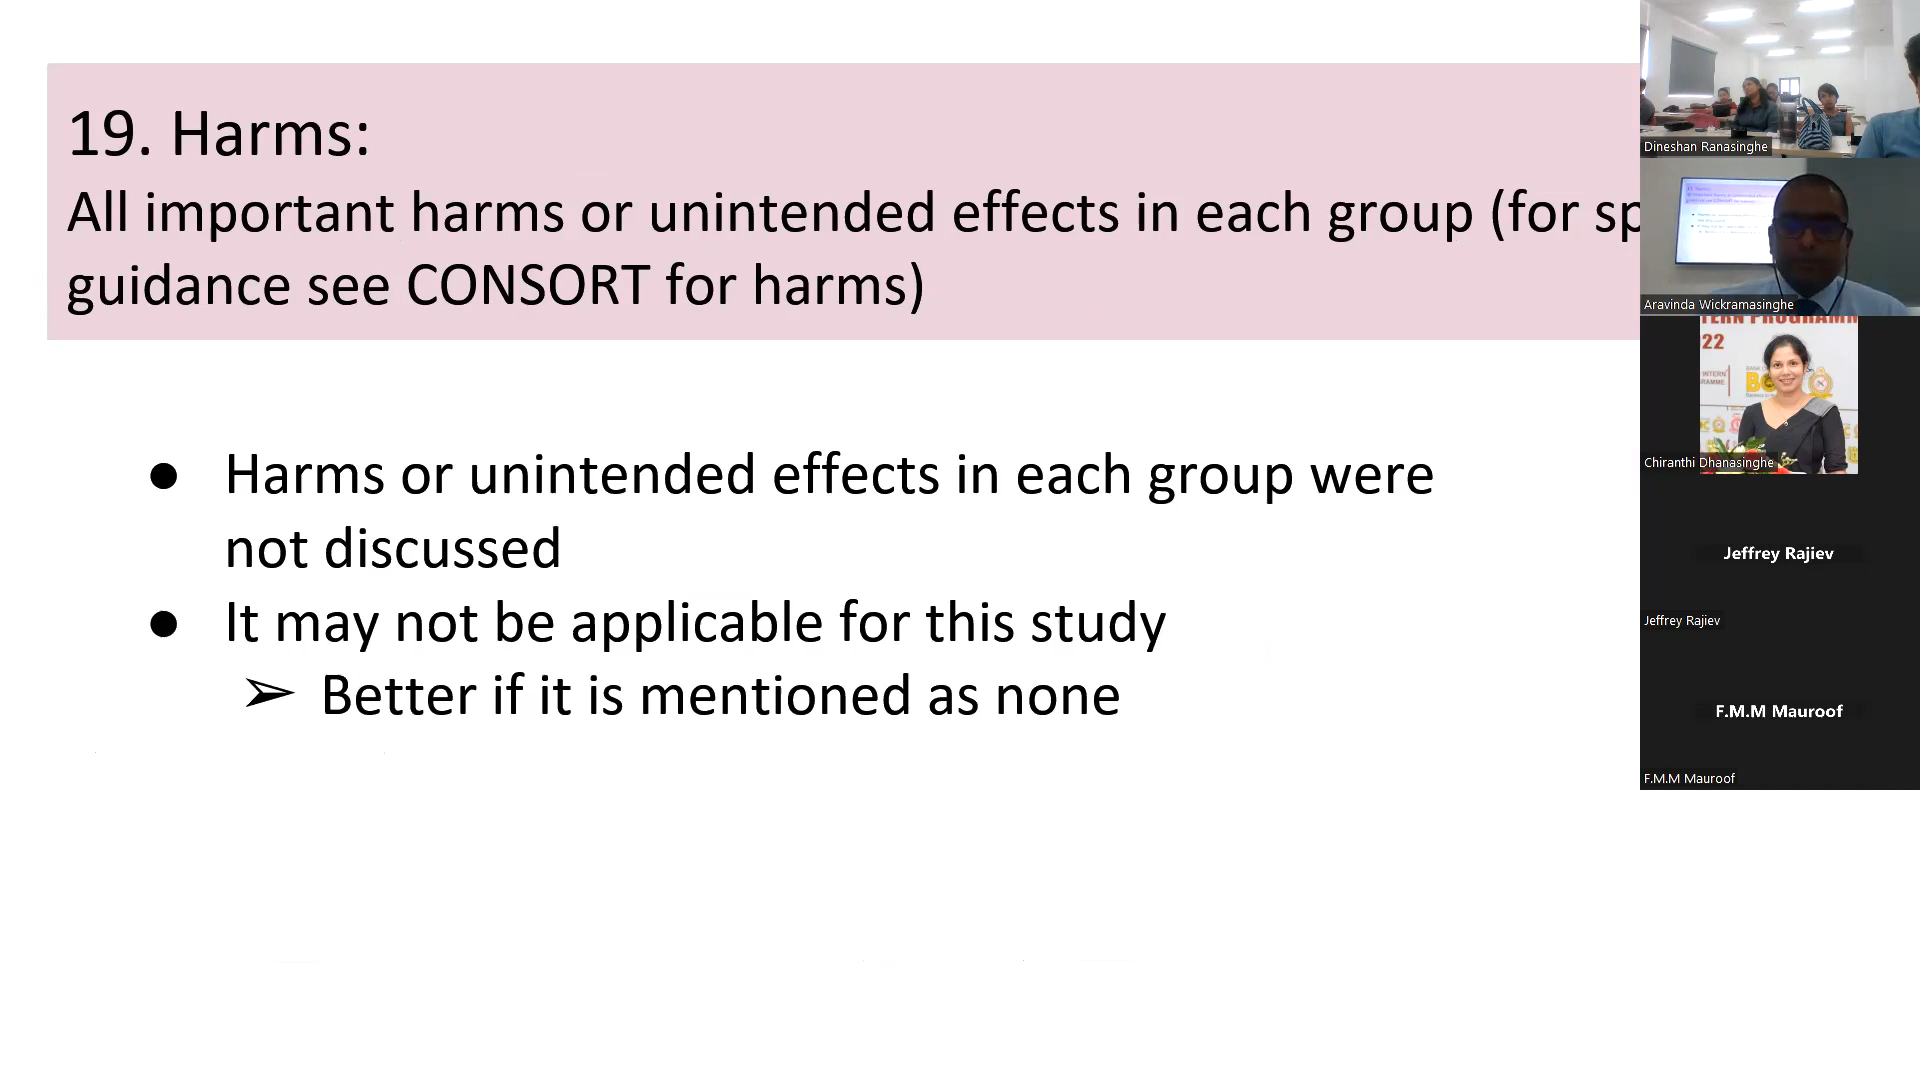 19. Harms:
All important harms or unintended effects in each group (for sp
guidance see CONSORT for harms)
● Harms or unintended effects in each group were
not discussed
● It may not be applicable for this study
➢ Better if it is mentioned as none
Dineshan Ranasinghe
Aravinda Wickramasinghe
22
Chiranthi Dhanasinghe
Jeffrey Rajiev
Jeffrey Rajiev
F.M.M Mauroof
F.M.M Mauroof